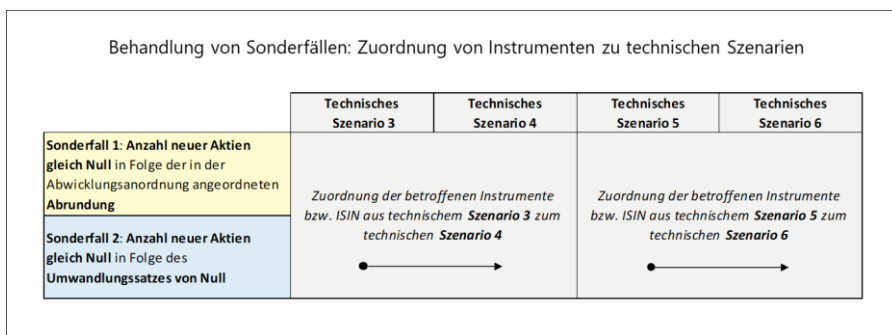 Behandlung von Sonderfällen: Zuordnung von Instrumenten zu technischen Szenarien
Technisches
Szenario 3
Technisches
Szenario 4
Technisches
Szenario 5
Technisches
Szenario 6
Sonderfall 1: Anzahl neuer Aktien
gleich Null in Folge der in der
Abwicklungsanordnung angeordneten
Abrundung
Zuordnung der betroffenen Instrumente
bzw. ISIN aus technischem Szenario 3 zum
technischen Szenario 4
Zuordnung der betroffenen Instrumente
bzw. ISIN aus technischem Szenario 5 zum
technischen Szenario 6
Sonderfall 2: Anzahl neuer Aktien
gleich Null in Folge des
Umwandlungssatzes von Null